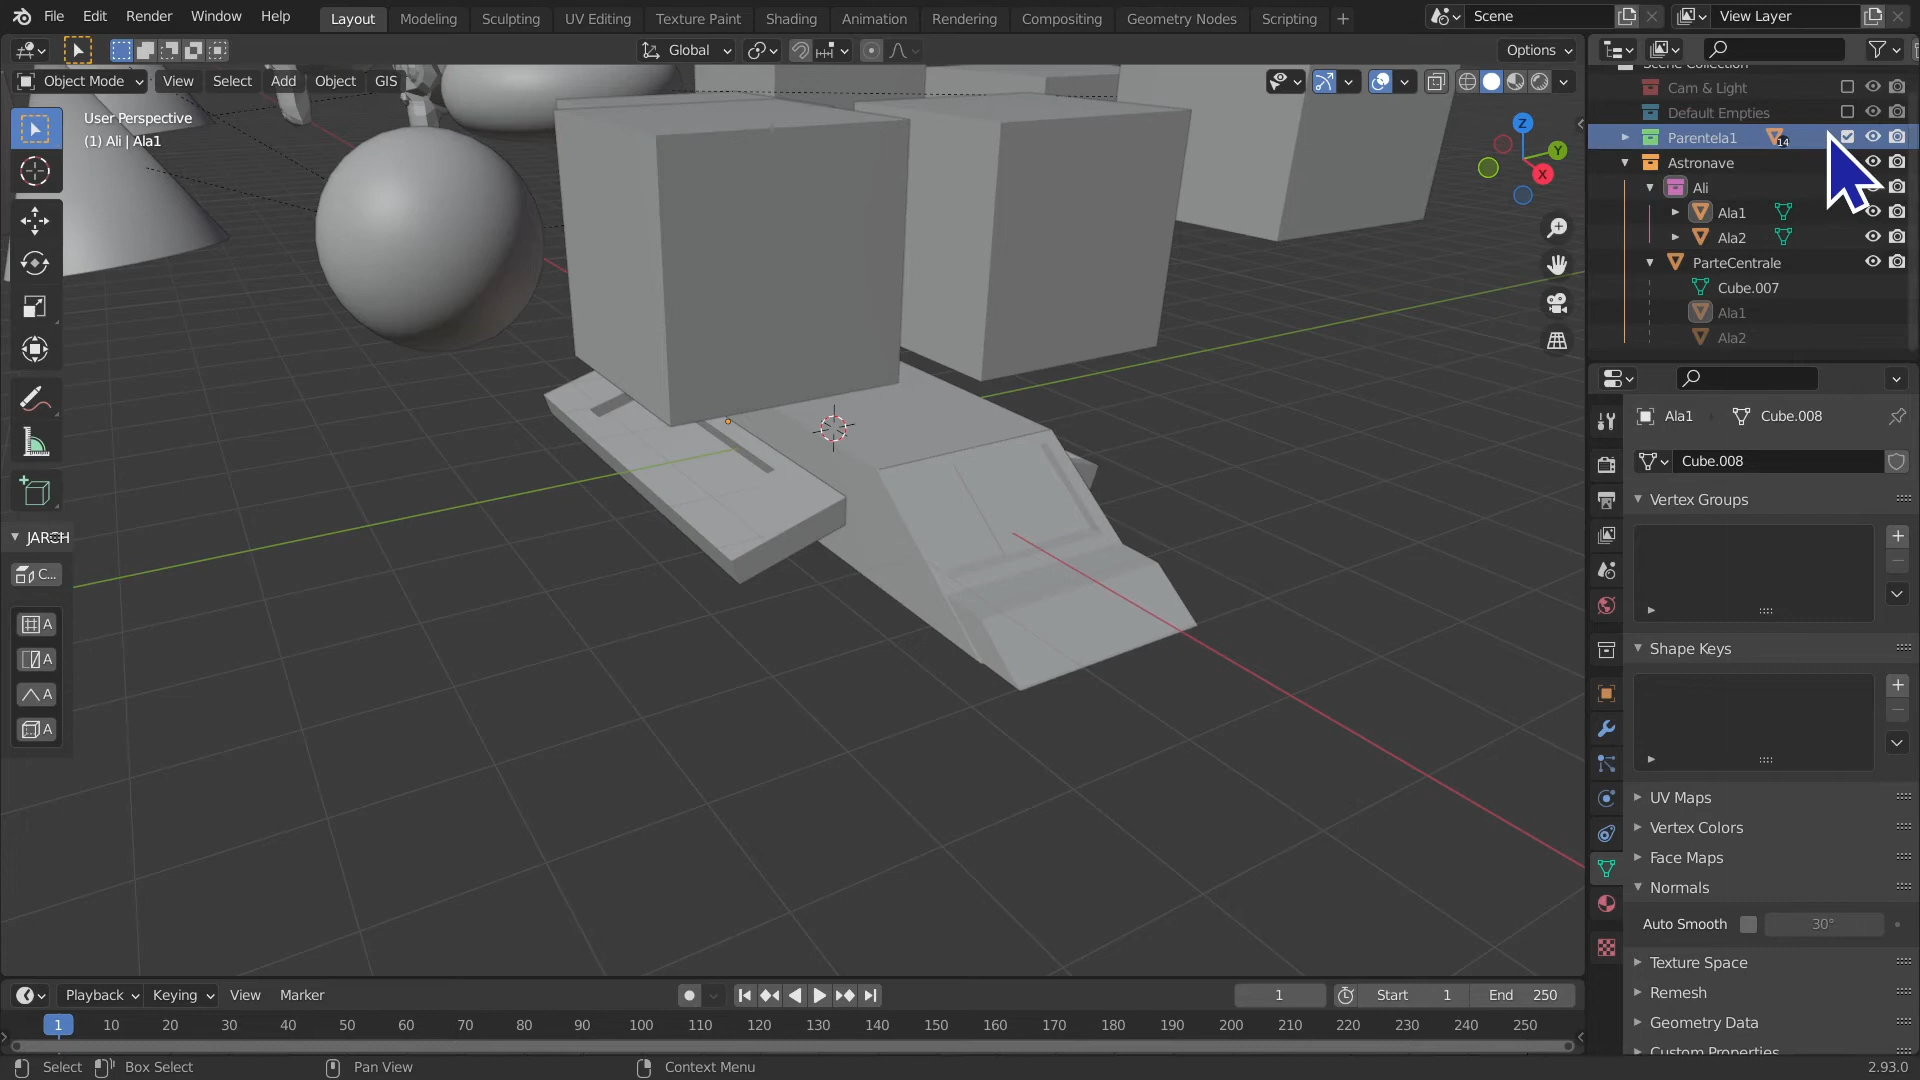 File Edit Render Window Help Layout Modeling Sculpting UV Editing Texture Paint Shading Animation Rendering Compositing Geometry Nodes Scripting + Scene View Layer
Global Options
Object Mode View Select Add Object GIS
User Perspective
(1) Ali | Ala1
Z
Y
X
C...
A
A
A
A
Scene Collection
Cam & Light
Default Empties
Parentela1 14
Astronave
Ali
Ala1
Ala2
ParteCentrale
Cube.007
Ala1
Ala2
Ala1 Cube.008
Cube.008
Vertex Groups
Shape Keys
UV Maps
Vertex Colors
Face Maps
Normals
Auto Smooth 30°
Texture Space
Remesh
Geometry Data
Custom Properties
Playback Keying View Marker 1 Start 1 End 250
1 10 20 30 40 50 60 70 80 90 100 110 120 130 140 150 160 170 180 190 200 210 220 230 240 250
Select Box Select Pan View Context Menu 2.93.0